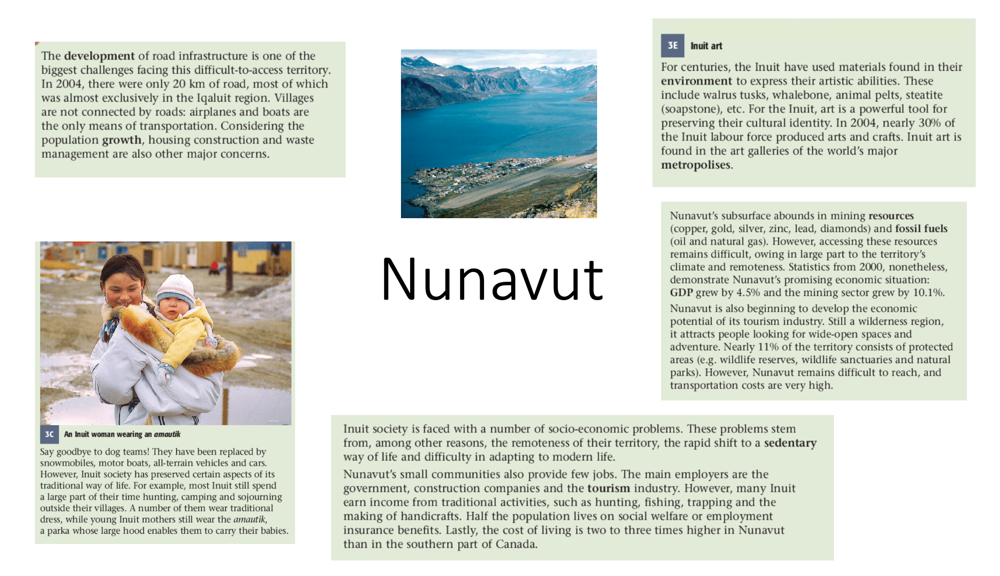 The development of road infrastructure is one of the
biggest challenges facing this difficult-to-access territory.
In 2004, there were only 20 km of road, most of which
was almost exclusively in the Iqaluit region. Villages
are not connected by roads: airplanes and boats are
the only means of transportation. Considering the
population growth, housing construction and waste
management are also other major concerns.
3E Inuit art
For centuries, the Inuit have used materials found in their
environment to express their artistic abilities. These
include walrus tusks, whalebone, animal pelts, steatite
(soapstone), etc. For the Inuit, art is a powerful tool for
preserving their cultural identity. In 2004, nearly 30% of
the Inuit labour force produced arts and crafts. Inuit art is
found in the art galleries of the world's major
metropolises.
Nunavut
Nunavut's subsurface abounds in mining resources
(copper, gold, silver, zinc, lead, diamonds) and fossil fuels
(oil and natural gas). However, accessing these resources
remains difficult, owing in large part to the territory's
climate and remoteness. Statistics from 2000, nonetheless,
demonstrate Nunavut's promising economic situation:
GDP grew by 4.5% and the mining sector grew by 10.1%.
Nunavut is also beginning to develop the economic
potential of its tourism industry. Still a wilderness region,
it attracts people looking for wide-open spaces and
adventure. Nearly 11% of the territory consists of protected
areas (e.g. wildlife reserves, wildlife sanctuaries and natural
parks). However, Nunavut remains difficult to reach, and
transportation costs are very high.
3C An Inuit woman wearing an amautik
Say goodbye to dog teams! They have been replaced by
snowmobiles, motor boats, all-terrain vehicles and cars.
However, Inuit society has preserved certain aspects of its
traditional way of life. For example, most Inuit still spend
a large part of their time hunting, camping and sojourning
outside their villages. A number of them wear traditional
dress, while young Inuit mothers still wear the amautik,
a parka whose large hood enables them to carry their babies.
Inuit society is faced with a number of socio-economic problems. These problems stem
from, among other reasons, the remoteness of their territory, the rapid shift to a sedentary
way of life and difficulty in adapting to modern life.
Nunavut's small communities also provide few jobs. The main employers are the
government, construction companies and the tourism industry. However, many Inuit
earn income from traditional activities, such as hunting, fishing, trapping and the
making of handicrafts. Half the population lives on social welfare or employment
insurance benefits. Lastly, the cost of living is two to three times higher in Nunavut
than in the southern part of Canada.